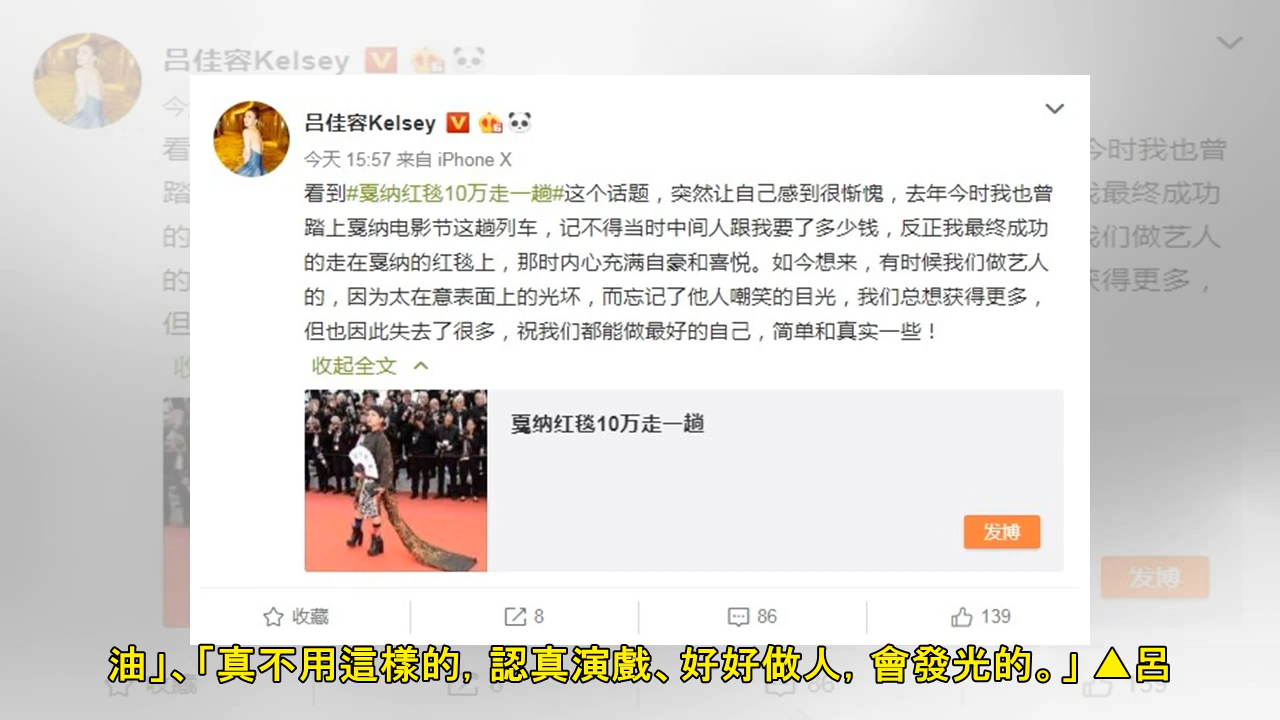 吕佳容Kelsey
今天 15:57 来自 iPhone X
看到#戛纳红毯10万走一趟#这个话题，突然让自己感到很惭愧，去年今时我也曾
踏上戛纳电影节这趟列车，记不得当时中间人跟我要了多少钱，反正我最终成功
的走在戛纳的红毯上，那时内心充满自豪和喜悦。如今想来，有时候我们做艺人
的，因为太在意表面上的光坏，而忘记了他人嘲笑的目光，我们总想获得更多，
但也因此失去了很多，祝我们都能做最好的自己，简单和真实一些！
收起全文
戛纳红毯10万走一趟
发博
收藏
8
86
139
油」、「真不用這樣的，認真演戲、好好做人，會發光的。」▲呂